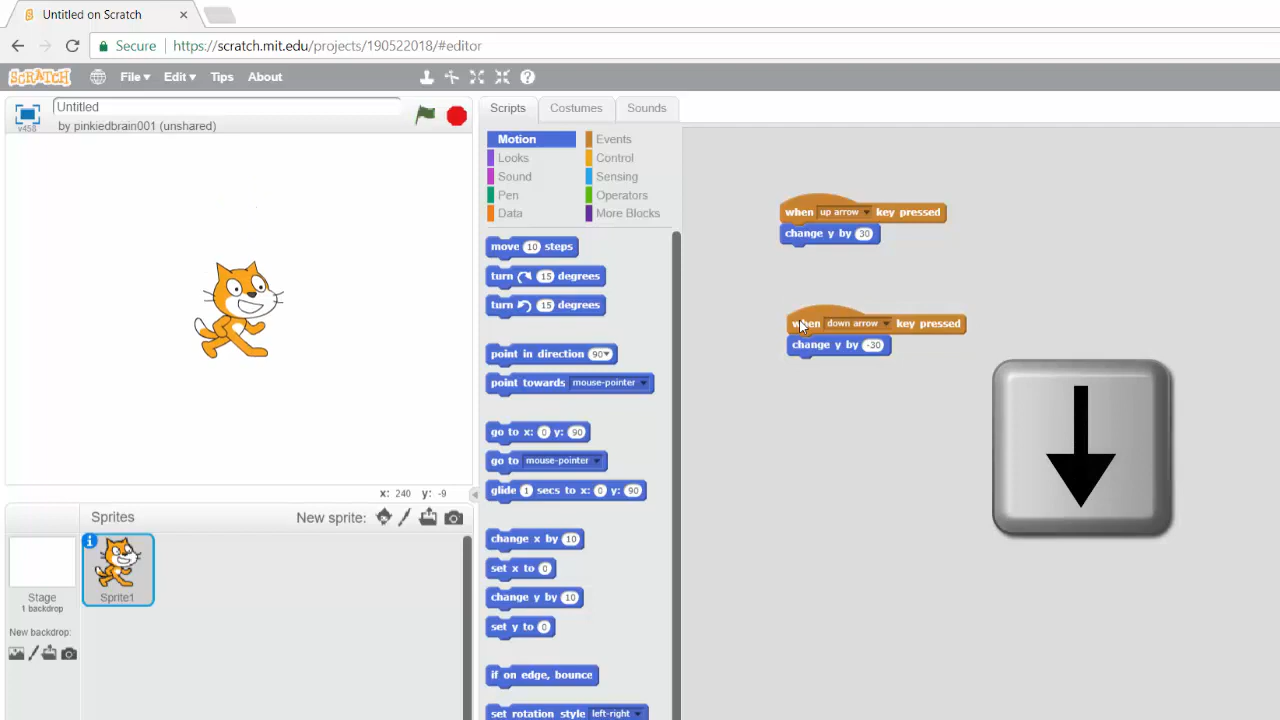 Untitled on Scratch
Secure https://scratch.mit.edu/projects/190522018/#editor
SCRATCH File Edit Tips About
v458
Untitled
by pinkiedbrain001 (unshared)
Scripts Costumes Sounds
Motion Events
Looks Control
Sound Sensing
Pen Operators
Data More Blocks
move 10 steps
turn 15 degrees
turn 15 degrees
point in direction 90
point towards mouse-pointer
go to x: 0 y: 90
go to mouse-pointer
glide 1 secs to x: 0 y: 90
change x by 10
set x to 0
change y by 10
set y to 0
if on edge, bounce
set rotation style left-right
when up arrow key pressed
change y by 30
when down arrow key pressed
change y by -30
x: 240 y: -9
Sprites New sprite:
Stage
1 backdrop
New backdrop:
Sprite1